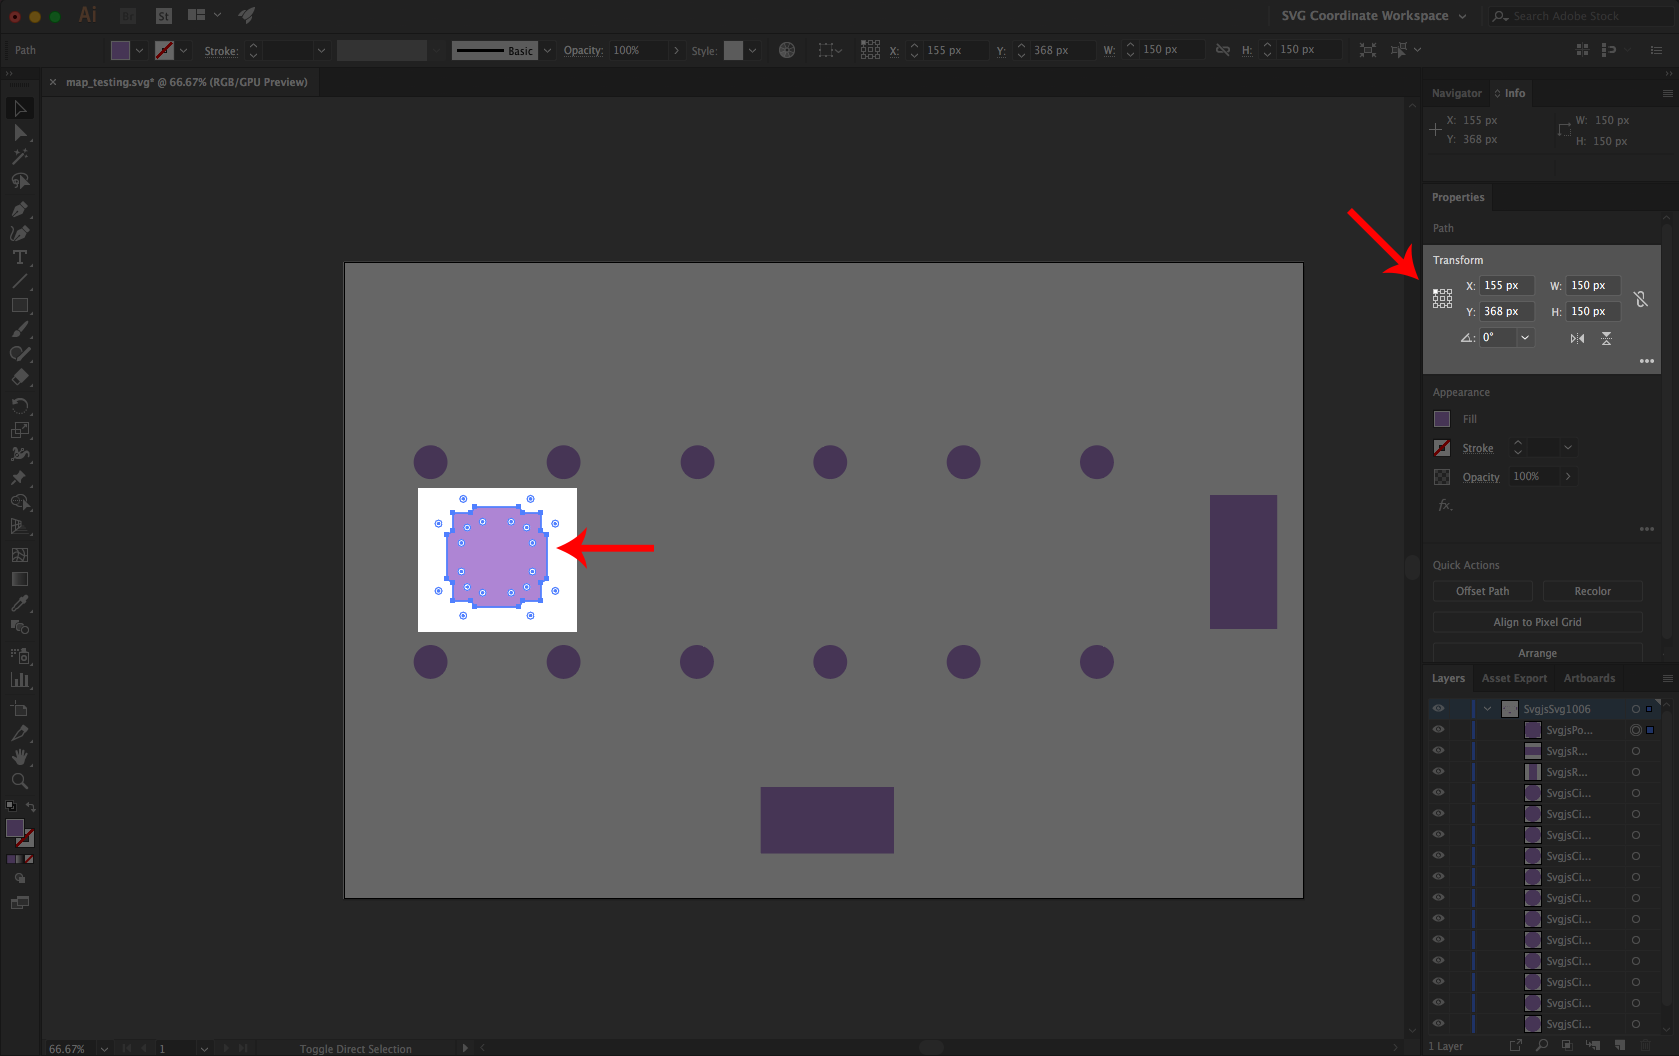 Ai
Br
St
SVG Coordinate Workspace
Search Adobe Stock
Path
Stroke:
Basic
Opacity:
100%
Style:
X:
155 px
Y:
368 px
W:
150 px
H:
150 px
map_testing.svg* @ 66.67% (RGB/GPU Preview)
Navigator
Info
X: 155 px
Y: 368 px
W: 150 px
H: 150 px
Properties
Path
Transform
X: 155 px
W: 150 px
Y: 368 px
H: 150 px
0°
Appearance
Fill
Stroke
Opacity
100%
fx.
Quick Actions
Offset Path
Recolor
Align to Pixel Grid
Arrange
Layers
Asset Export
Artboards
SvgjsSvg1006
SvgjsPo...
SvgjsR...
SvgjsR...
SvgjsCi...
SvgjsCi...
SvgjsCi...
SvgjsCi...
SvgjsCi...
SvgjsCi...
SvgjsCi...
SvgjsCi...
SvgjsCi...
SvgjsCi...
SvgjsCi...
SvgjsCi...
66.67%
1
Toggle Direct Selection
1 Layer